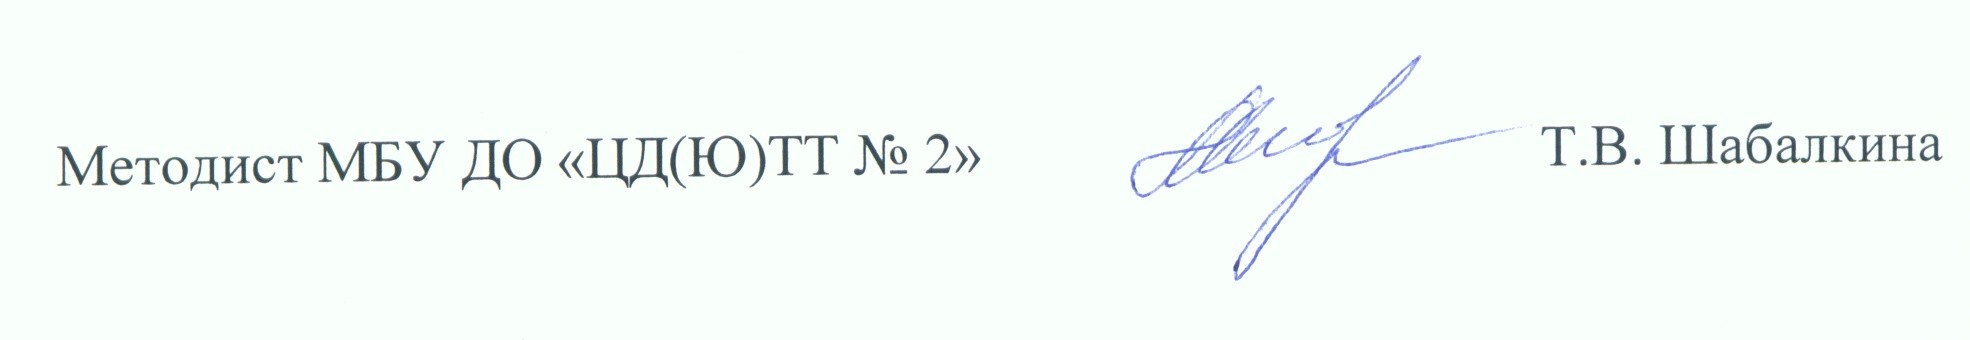 Методист МБУ ДО «ЦД(Ю)ТТ № 2» Т.В. Шабалкина